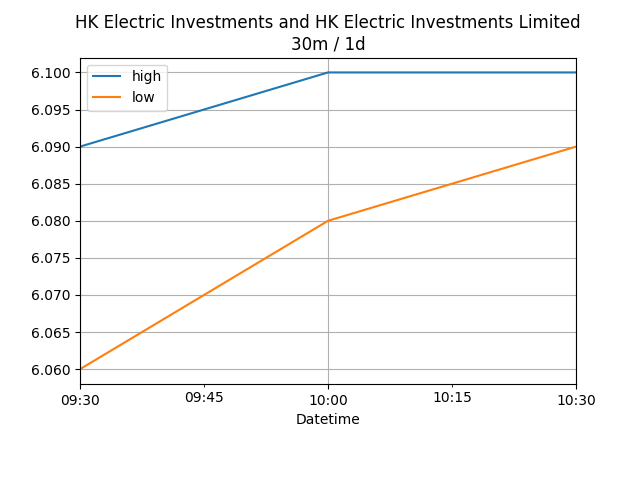 HK Electric Investments and HK Electric Investments Limited
30m / 1d
high
low
6.100
6.095
6.090
6.085
6.080
6.075
6.070
6.065
6.060
09:30
09:45
10:00
10:15
10:30
Datetime